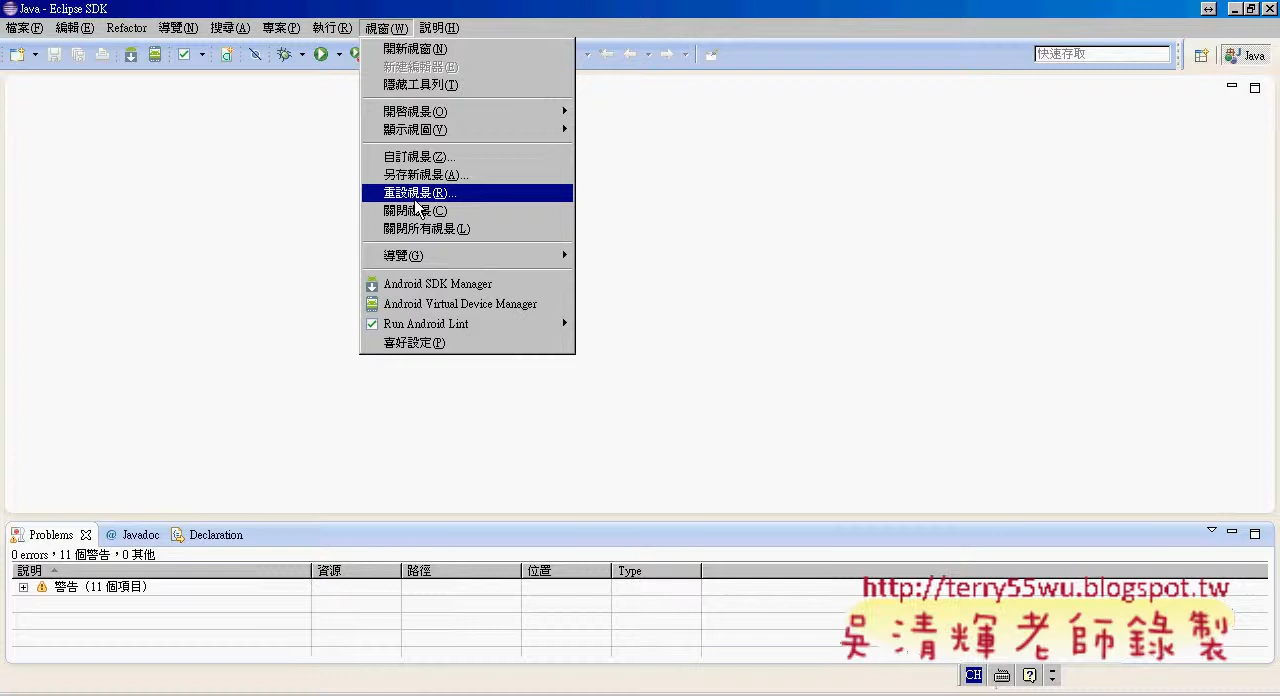 Java - Eclipse SDK
檔案(F) 編輯(E) Refactor 導覽(N) 搜尋(A) 專案(P) 執行(R) 視窗(W) 說明(H)
開新視窗(N)
新建編輯器(E)
隱藏工具列(T)
開啓視景(O)
顯示視圖(V)
自訂視景(Z)...
另存新視景(A)...
重設視景(R)...
關閉視景(C)
關閉所有視景(L)
導覽(G)
Android SDK Manager
Android Virtual Device Manager
Run Android Lint
喜好設定(P)
快速存取
Java
Problems @ Javadoc Declaration
0 errors，11 個警告，0 其他
說明 資源 路徑 位置 Type
警告 (11 個項目)
http://terry55wu.blogspot.tw
吳清輝老師錄製
CH